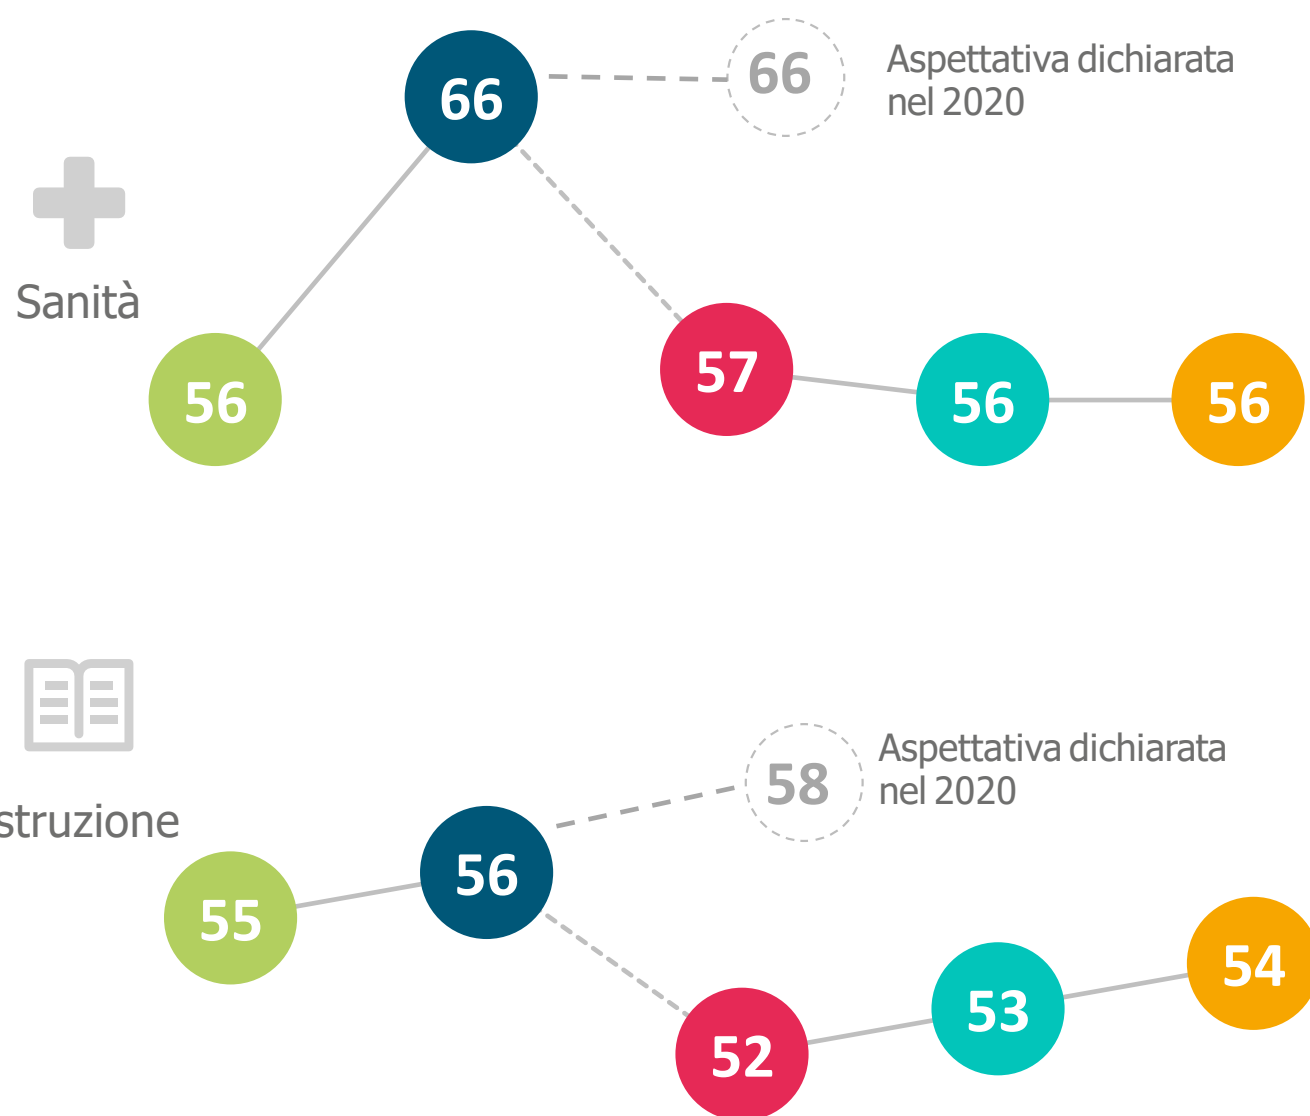 66
66
Aspettativa dichiarata
nel 2020
Sanità
56
57
56
56
struzione
55
56
58
Aspettativa dichiarata
nel 2020
52
53
54